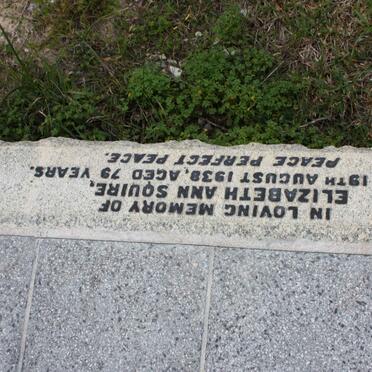 IN LOVING MEMORY OF
ELIZABETH ANN SQUIRE,
19TH AUGUST 1938, AGED 79 YEARS.
PEACE PERFECT PEACE.